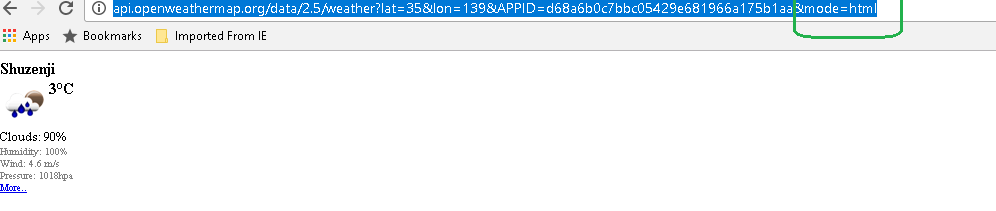 api.openweathermap.org/data/2.5/weather?lat=35&lon=139&APPID=d68a6b0c7bbc05429e681966a175b1aa&mode=html
Apps Bookmarks Imported From IE
Shuzenji
3°C
Clouds: 90%
Humidity: 100%
Wind: 4.6 m/s
Pressure: 1018hpa
More..